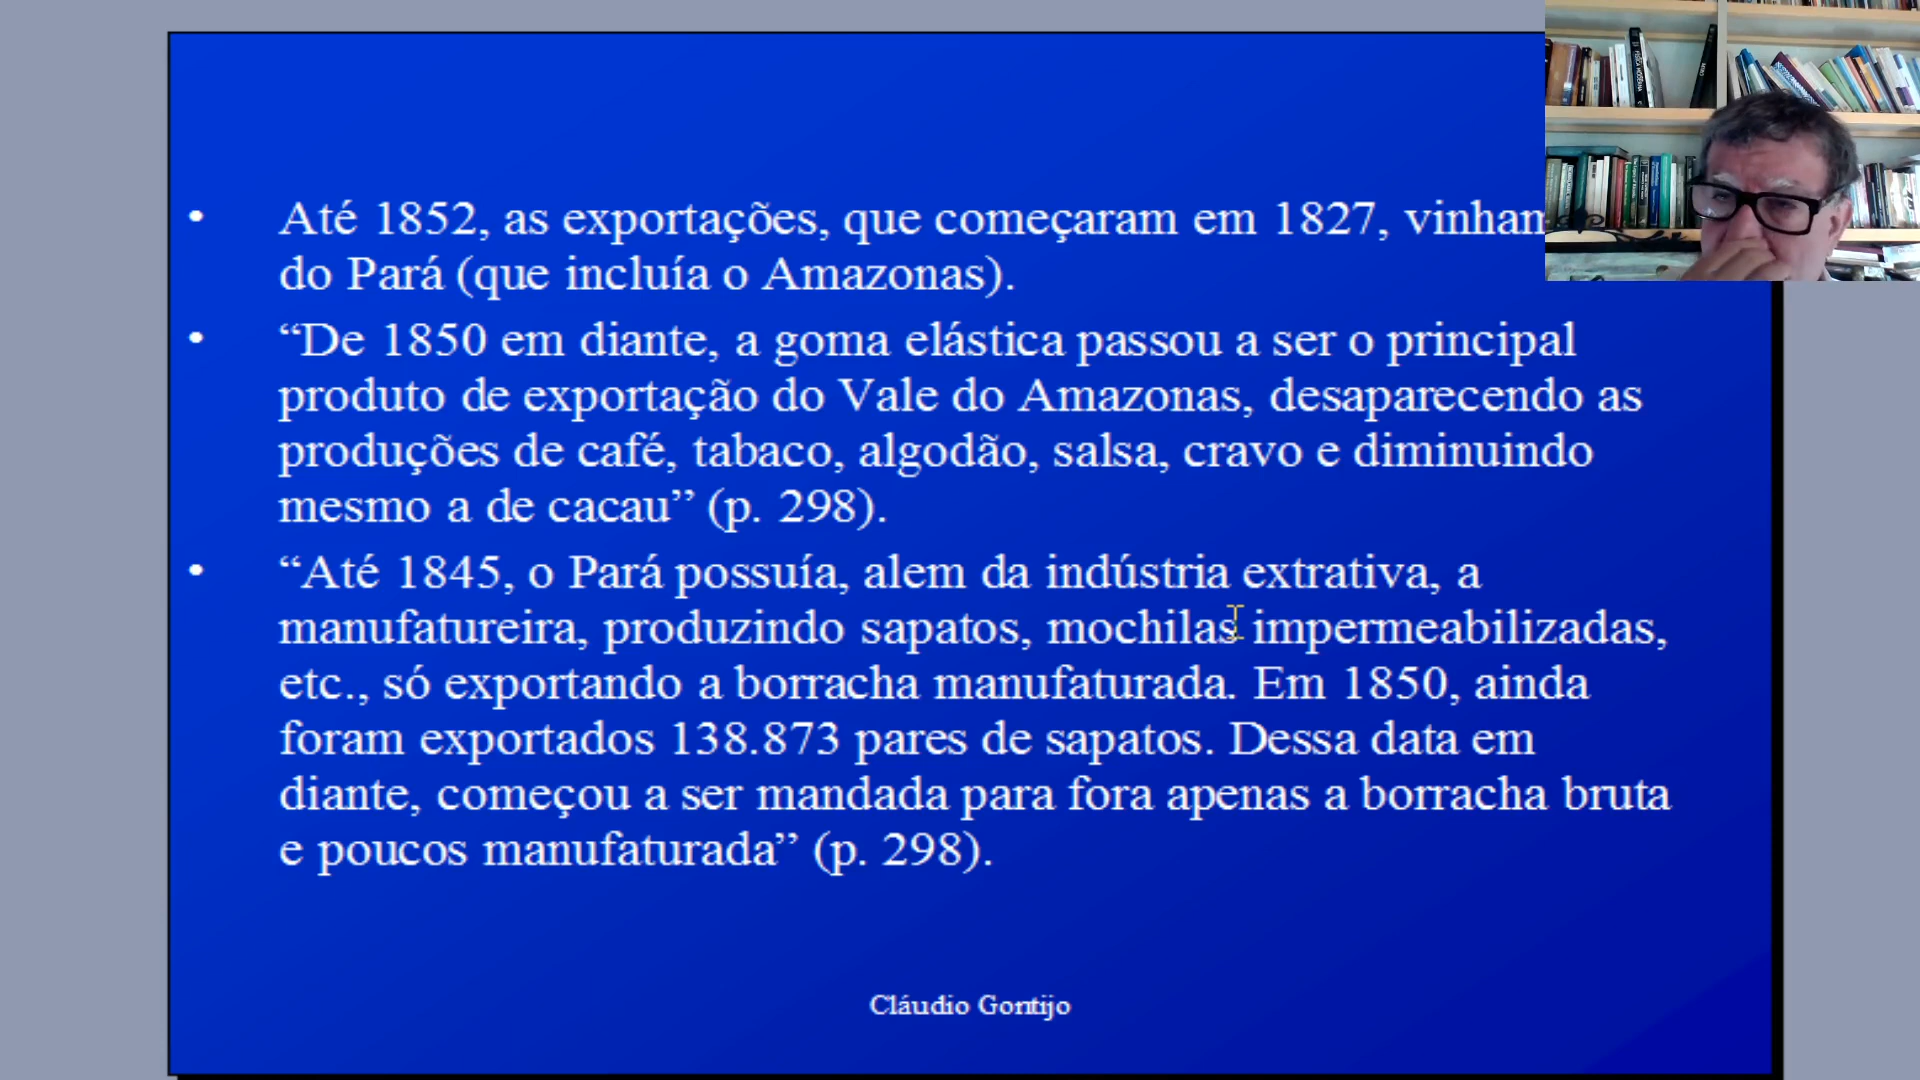 • Até 1852, as exportações, que começaram em 1827, vinham
do Pará (que incluía o Amazonas).
• “De 1850 em diante, a goma elástica passou a ser o principal
produto de exportação do Vale do Amazonas, desaparecendo as
produções de café, tabaco, algodão, salsa, cravo e diminuindo
mesmo a de cacau” (p. 298).
• “Até 1845, o Pará possuía, alem da indústria extrativa, a
manufatureira, produzindo sapatos, mochilas impermeabilizadas,
etc., só exportando a borracha manufaturada. Em 1850, ainda
foram exportados 138.873 pares de sapatos. Dessa data em
diante, começou a ser mandada para fora apenas a borracha bruta
e poucos manufaturada” (p. 298).
Cláudio Gontijo